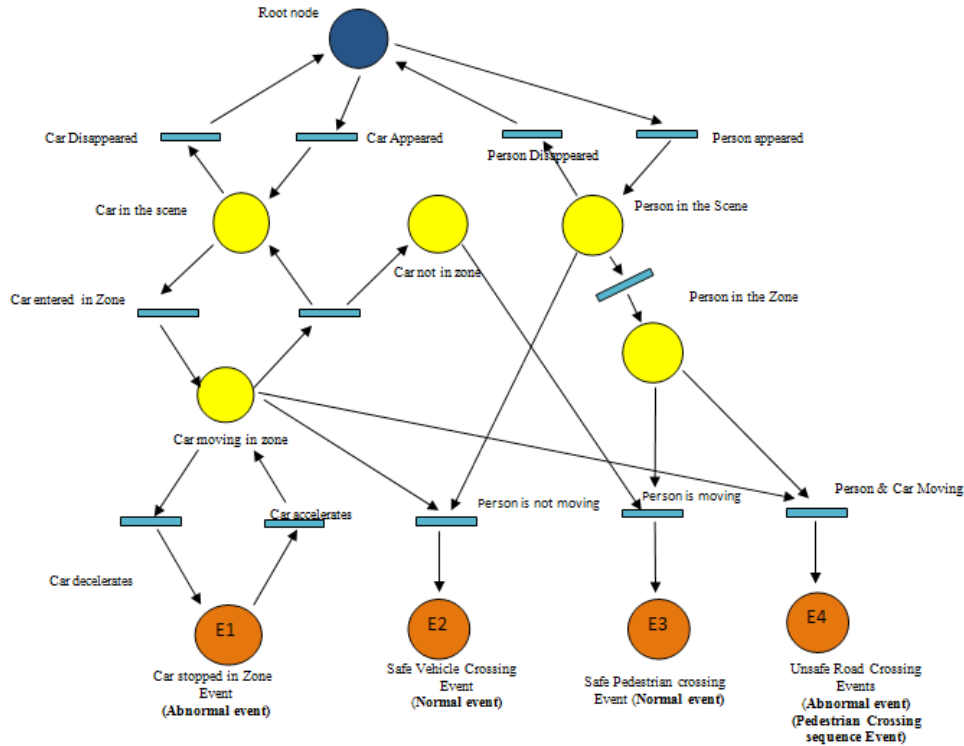 Root node
Car Disappeared
Car Appeared
Person Disappeared
Person appeared
Car in the scene
Person in the Scene
Car not in zone
Car entered in Zone
Person in the Zone
Car moving in zone
Person is not moving
Person is moving
Person & Car Moving
Car accelerates
Car decelerates
E1
E2
E3
E4
Car stopped in Zone
Event
(Abnormal event)
Safe Vehicle Crossing
Event
(Normal event)
Safe Pedestrian crossing
Event (Normal event)
Unsafe Road Crossing
Events
(Abnormal event)
(Pedestrian Crossing
sequence Event)